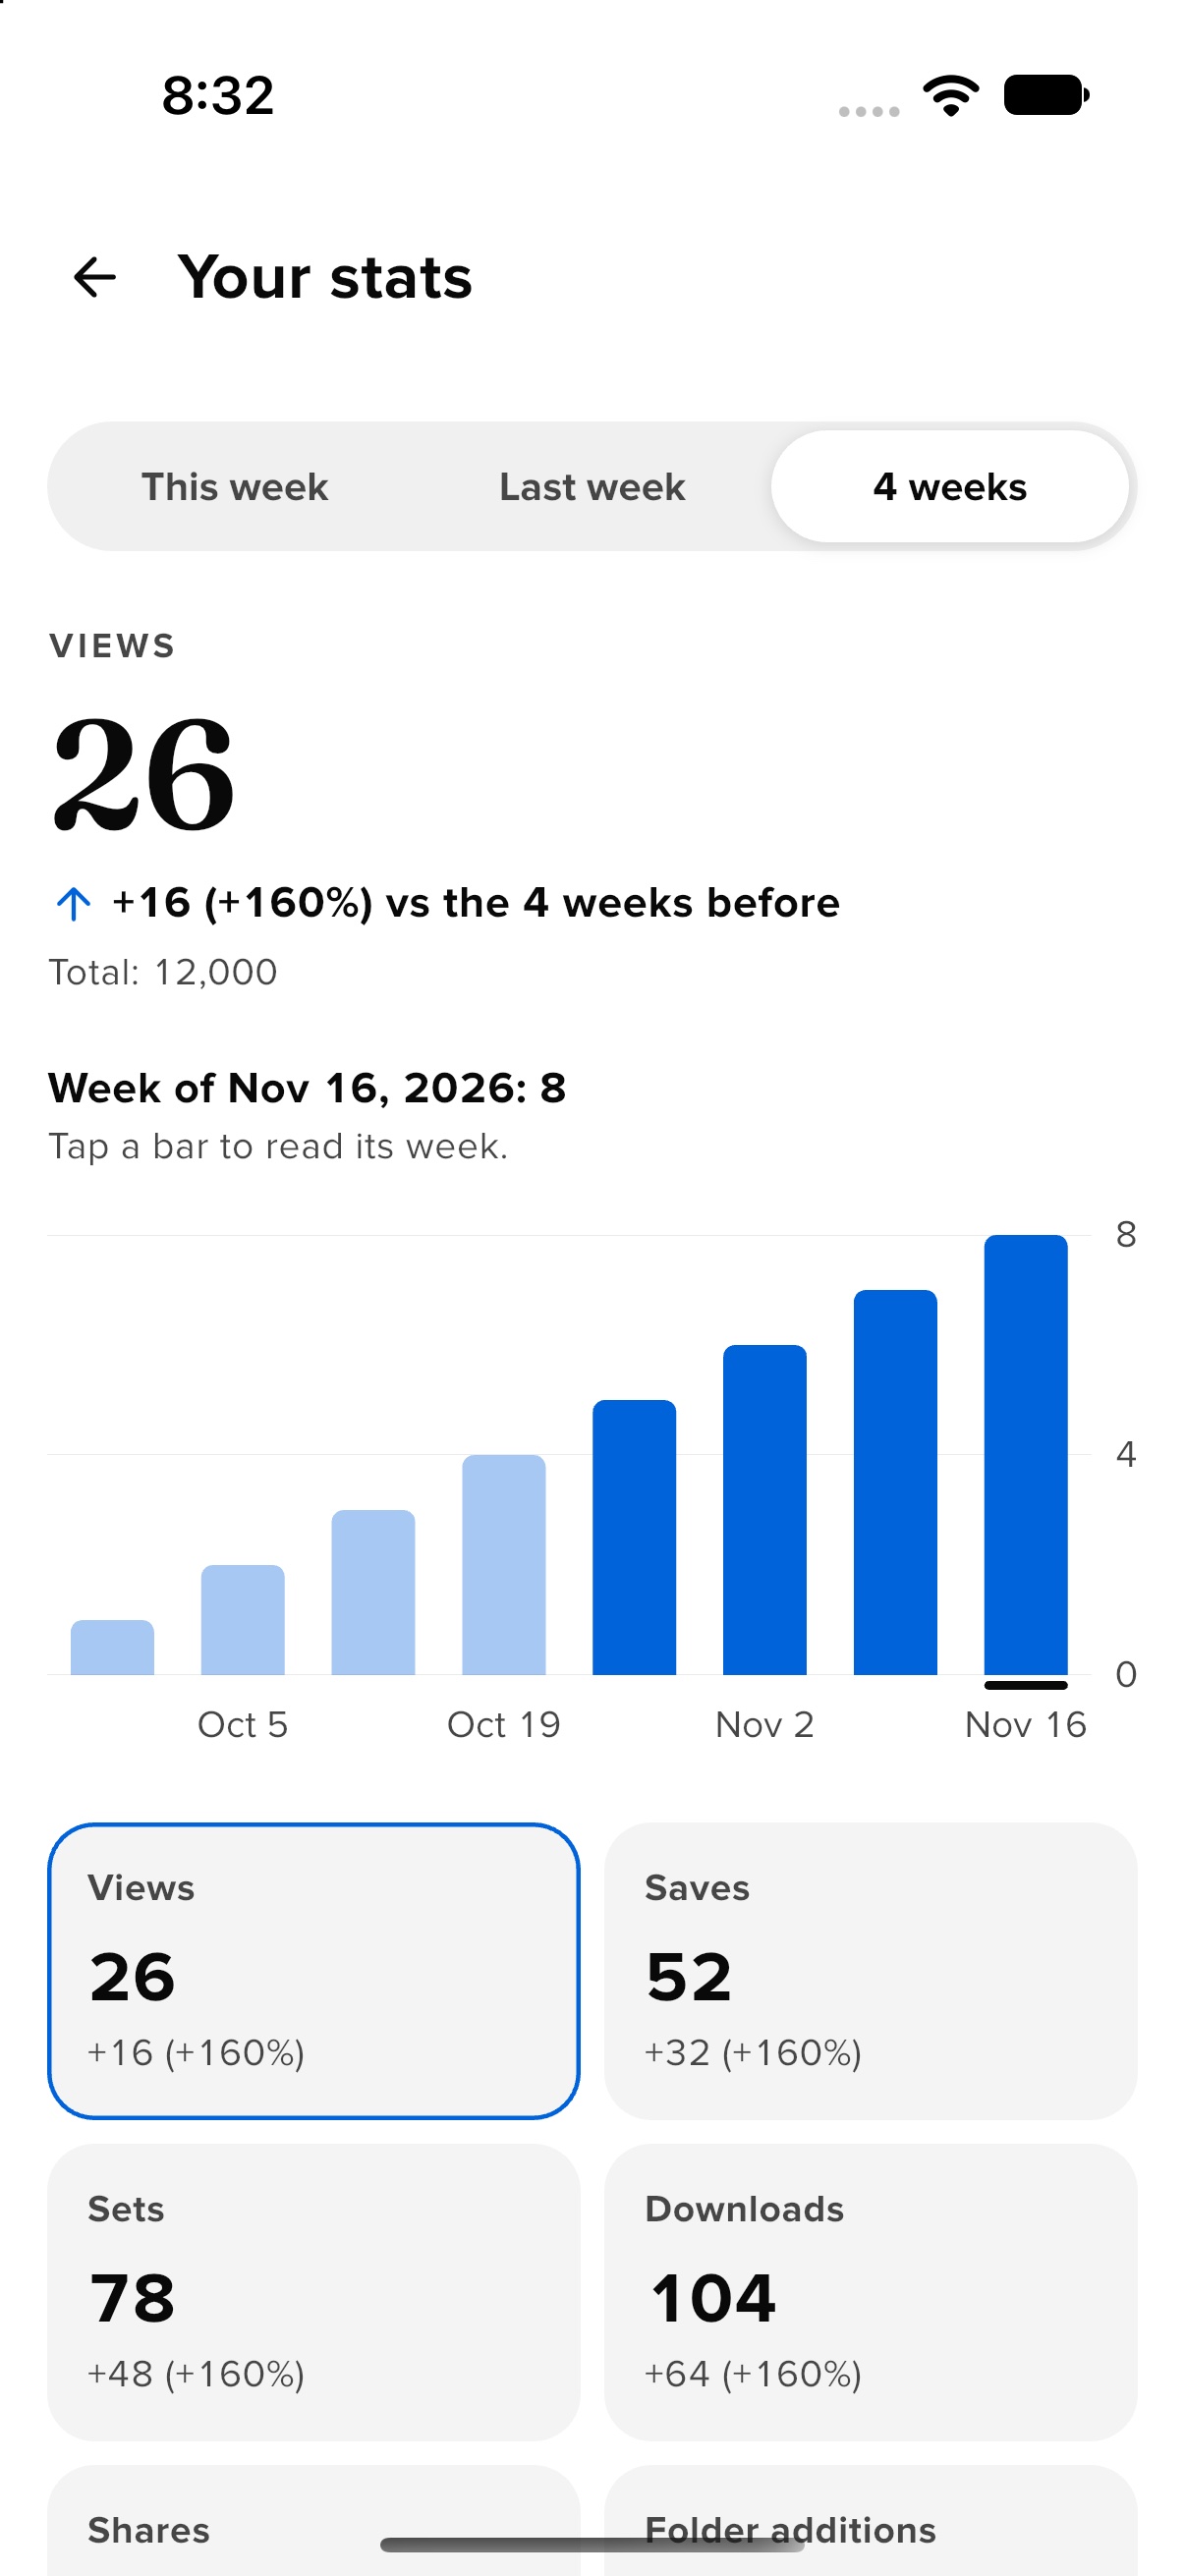 8:32
Your stats
This week
Last week
4 weeks
VIEWS
26
+16 (+160%) vs the 4 weeks before
Total: 12,000
Week of Nov 16, 2026: 8
Tap a bar to read its week.
8
4
0
Oct 5
Oct 19
Nov 2
Nov 16
Views
26
+16 (+160%)
Saves
52
+32 (+160%)
Sets
78
+48 (+160%)
Downloads
104
+64 (+160%)
Shares
Folder additions